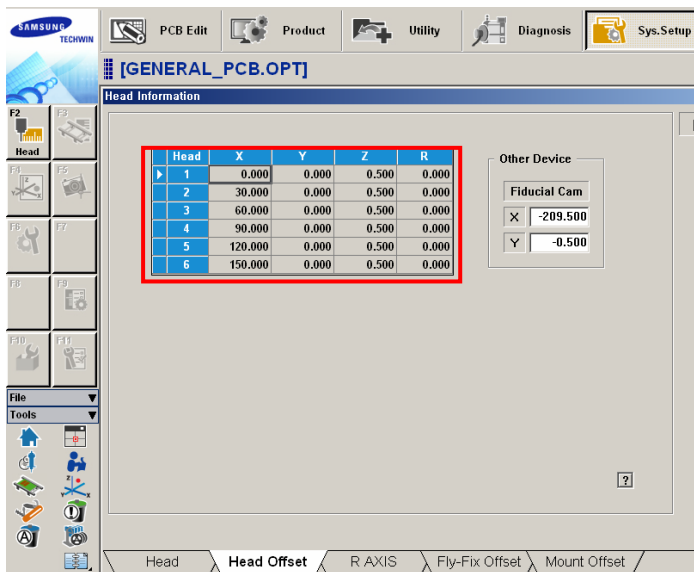 SAMSUNG
TECHWIN
PCB Edit
Product
Utility
Diagnosis
Sys.Setup
[GENERAL_PCB.OPT]
Head Information
F2
Head
F3
F4
F5
F6
F7
F8
F9
F10
F11
File
Tools
Head X Y Z R
1 0.000 0.000 0.500 0.000
2 30.000 0.000 0.500 0.000
3 60.000 0.000 0.500 0.000
4 90.000 0.000 0.500 0.000
5 120.000 0.000 0.500 0.000
6 150.000 0.000 0.500 0.000
Other Device
Fiducial Cam
X -209.500
Y -0.500
?
Head
Head Offset
R AXIS
Fly-Fix Offset
Mount Offset